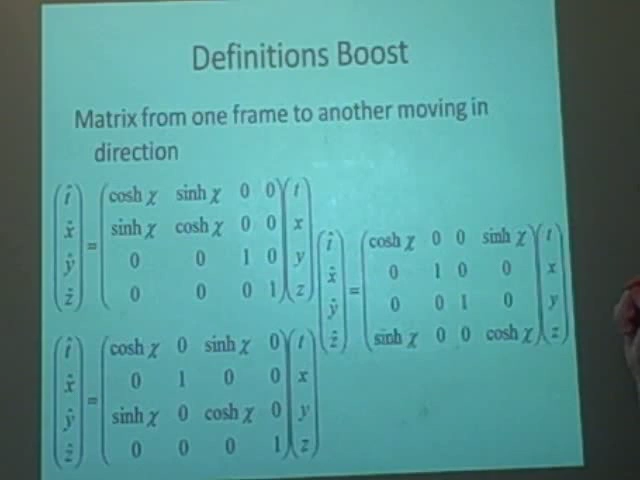 Definitions Boost
Matrix from one frame to another moving in
direction
t̂ cosh χ sinh χ 0 0 t
x̂ sinh χ cosh χ 0 0 x
ŷ = 0 0 1 0 y
ẑ 0 0 0 1 z
t̂ cosh χ 0 0 sinh χ t
x̂ 0 1 0 0 x
ŷ = 0 0 1 0 y
ẑ sinh χ 0 0 cosh χ z
t̂ cosh χ 0 sinh χ 0 t
x̂ 0 1 0 0 x
ŷ = sinh χ 0 cosh χ 0 y
ẑ 0 0 0 1 z